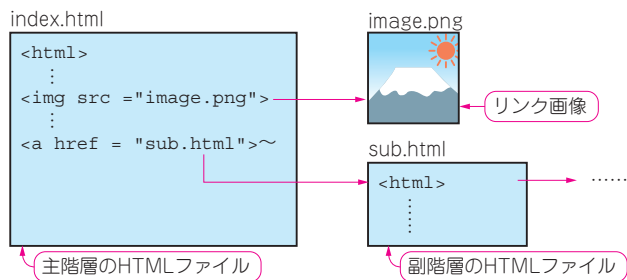 index.html
<html>
⋮
<img src ="image.png">
⋮
<a href = "sub.html">～
主階層のHTMLファイル
image.png
リンク画像
sub.html
<html>
⋮
……
副階層のHTMLファイル